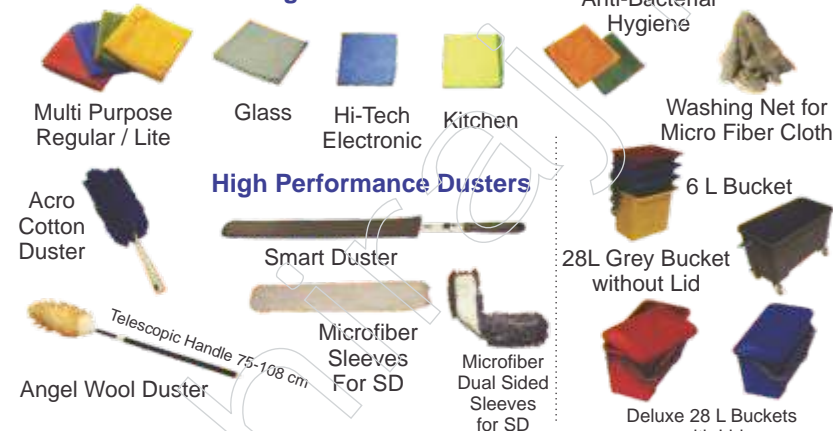 Anti-Bacterial
Hygiene
Multi Purpose
Regular / Lite
Glass
Hi-Tech
Electronic
Kitchen
Washing Net for
Micro Fiber Cloth
High Performance Dusters
Acro
Cotton
Duster
Smart Duster
6 L Bucket
28L Grey Bucket
without Lid
Telescopic Handle 75-108 cm
Angel Wool Duster
Microfiber
Sleeves
For SD
Microfiber
Dual Sided
Sleeves
for SD
Deluxe 28 L Buckets